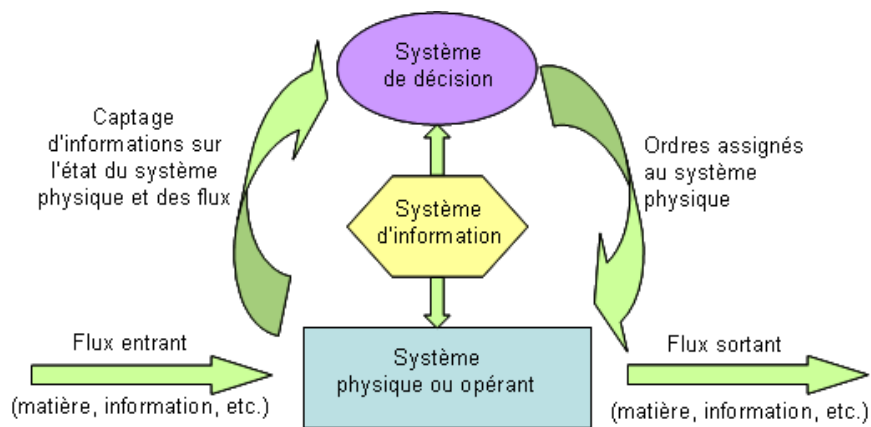 Système
de décision
Captage
d'informations sur
l'état du système
physique et des flux
Ordres assignés
au système
physique
Système
d'information
Flux entrant
(matière, information, etc.)
Système
physique ou opérant
Flux sortant
(matière, information, etc.)